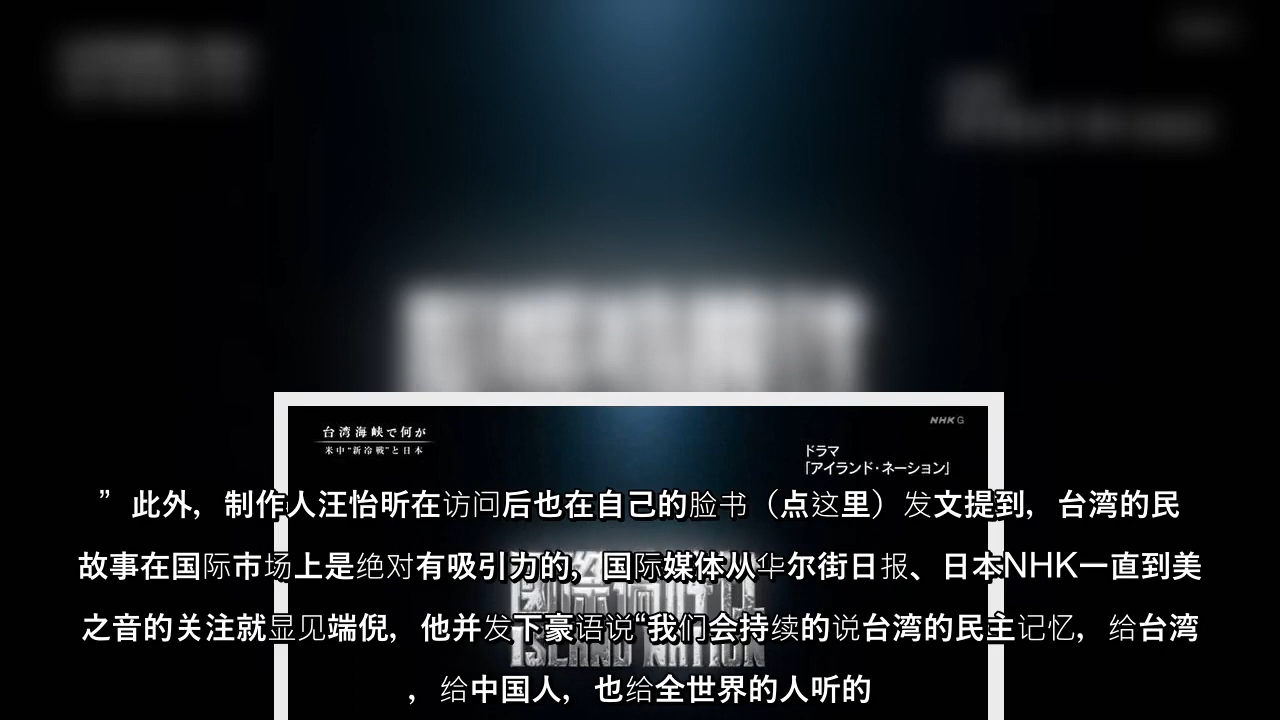 NHK G
台湾海峡で何が
米中“新冷戦”と日本
ドラマ
「アイランド・ネーション」
” 此外，制作人汪怡昕在访问后也在自己的脸书（点这里）发文提到，台湾的民
故事在国际市场上是绝对有吸引力的，国际媒体从华尔街日报、日本NHK一直到美
之音的关注就显见端倪，他并发下豪语说“我们会持续的说台湾的民主记忆，给台湾
，给中国人，也给全世界的人听的
ISLAND NATION